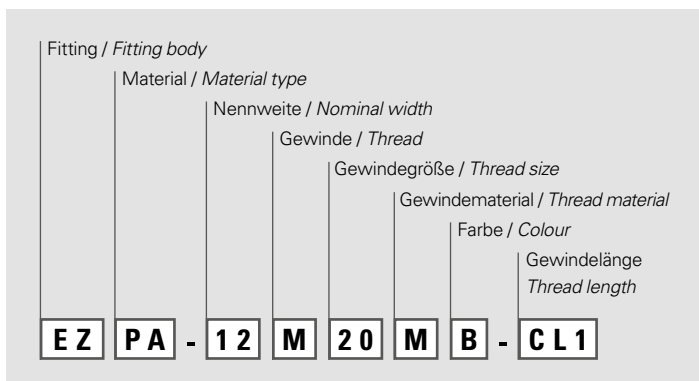 Fitting / Fitting body
Material / Material type
Nennweite / Nominal width
Gewinde / Thread
Gewindegröße / Thread size
Gewindematerial / Thread material
Farbe / Colour
Gewindelänge
Thread length
EZ PA - 12 M 20 M B - CL1